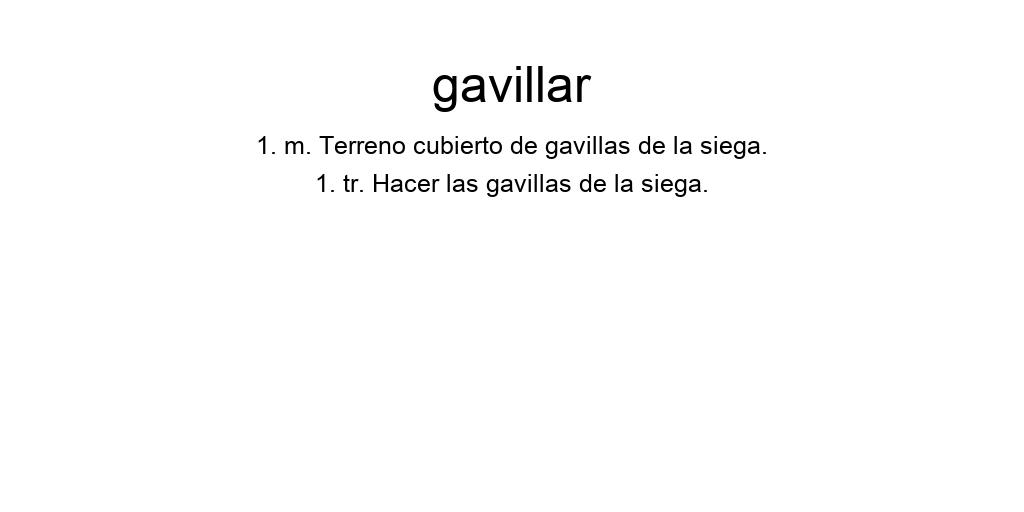 gavillar
1. m. Terreno cubierto de gavillas de la siega.
1. tr. Hacer las gavillas de la siega.